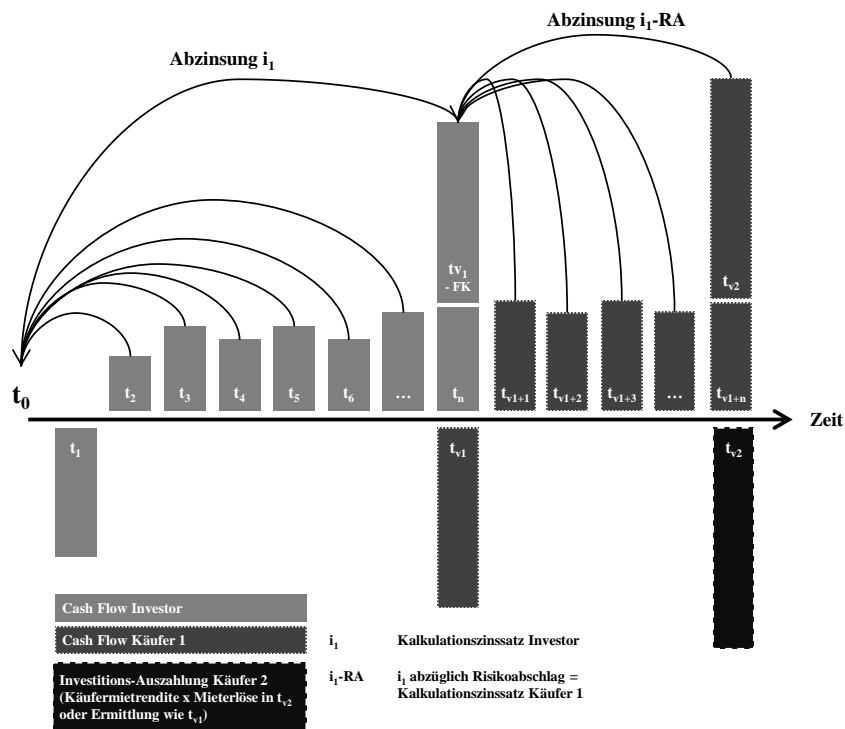 Abzinsung i₁-RA
Abzinsung i₁
tv₁
- FK
tᵥ₂
t₀
t₂
t₃
t₄
t₅
t₆
...
tₙ
tᵥ₁₊₁
tᵥ₁₊₂
tᵥ₁₊₃
...
tᵥ₁₊ₙ
Zeit
t₁
tᵥ₁
tᵥ₂
Cash Flow Investor
Cash Flow Käufer 1
i₁ Kalkulationszinssatz Investor
Investitions-Auszahlung Käufer 2
(Käufermietrendite x Mieterlöse in tᵥ₂
oder Ermittlung wie tᵥ₁)
i₁-RA i₁ abzüglich Risikoabschlag =
Kalkulationszinssatz Käufer 1